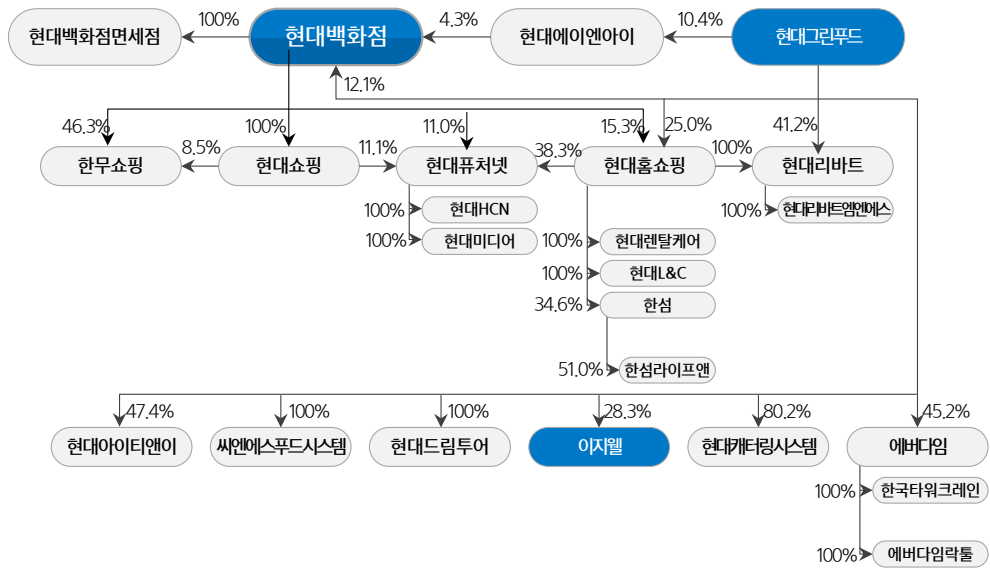 현대백화점면세점
100%
현대백화점
4.3%
현대에이엔아이
10.4%
현대그린푸드
12.1%
46.3%
100%
11.0%
15.3%
25.0%
41.2%
한무쇼핑
8.5%
현대쇼핑
11.1%
현대퓨처넷
38.3%
현대홈쇼핑
100%
현대리바트
100%
현대HCN
100%
현대리바트엠엔에스
100%
현대미디어
100%
현대렌탈케어
100%
현대L&C
34.6%
한섬
51.0%
한섬라이프앤
47.4%
100%
100%
28.3%
80.2%
45.2%
현대아이티앤이
씨엔에스푸드시스템
현대드림투어
이지웰
현대캐터링시스템
에버다임
100%
한국타워크레인
100%
에버다임락툴